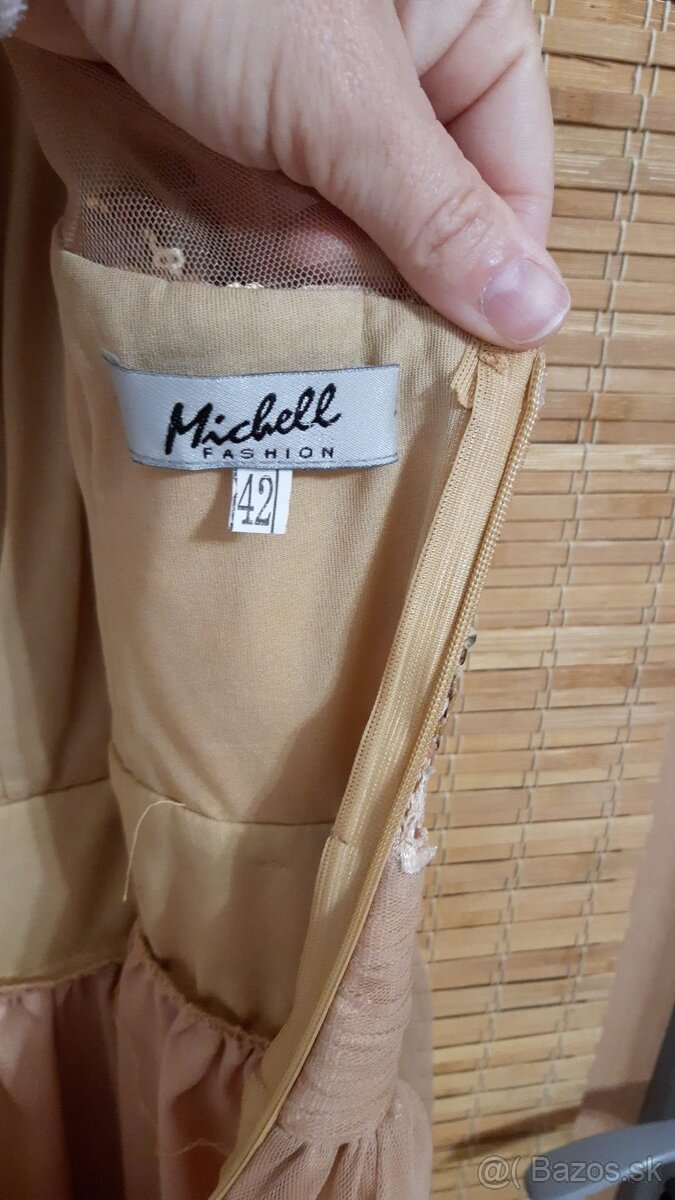 Michell
FASHION
42
@( Bazos.sk